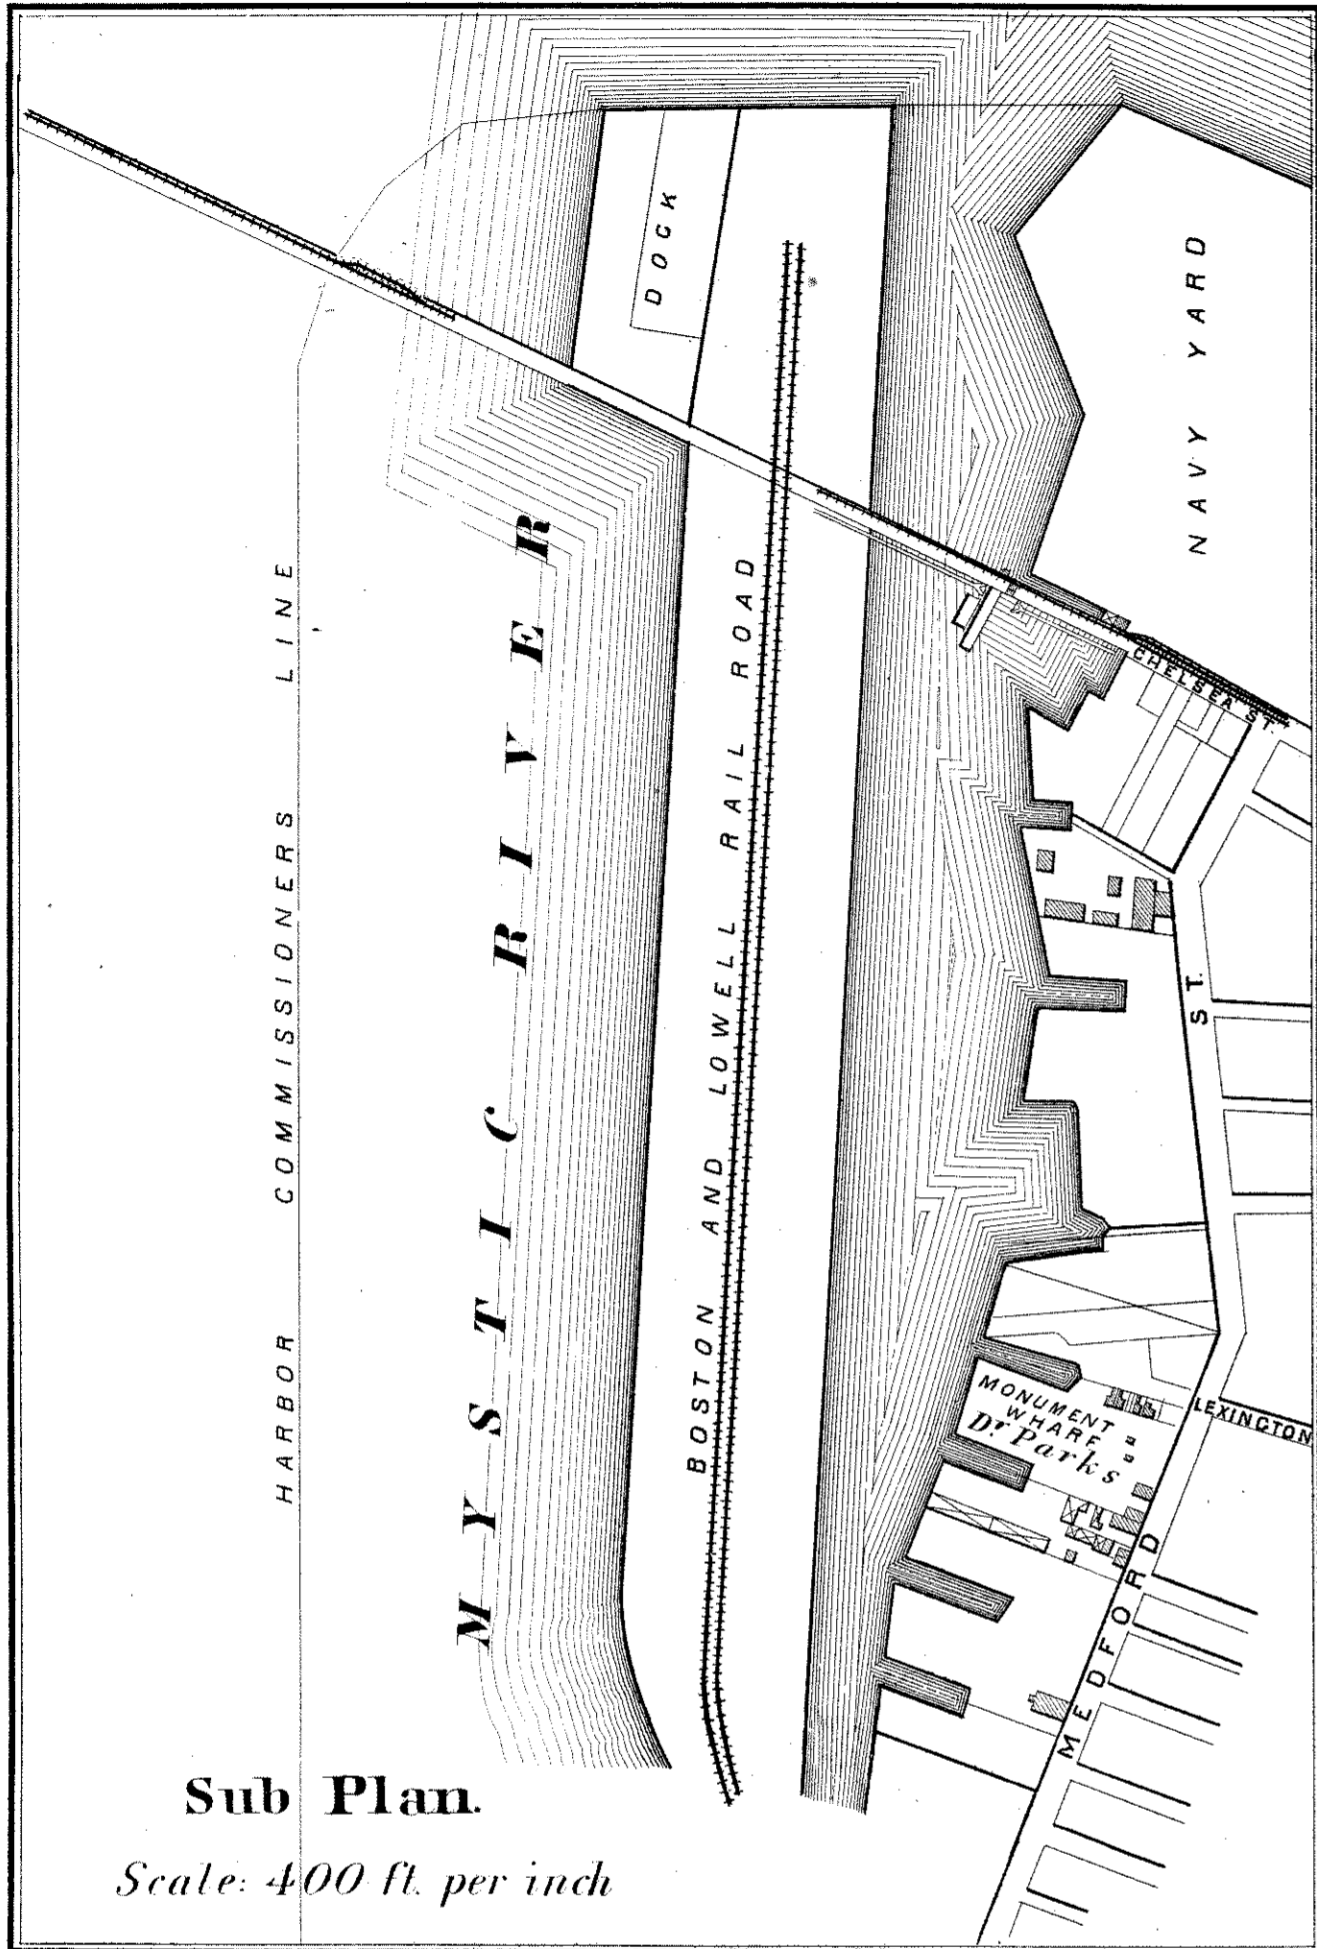 DOCK
NAVY YARD
HARBOR COMMISSIONERS LINE
MYSTIC RIVER
BOSTON AND LOWELL RAIL ROAD
CHELSEA ST.
MEDFORD ST.
MONUMENT
WHARF
Dr Parks
LEXINGTON
Sub Plan.
Scale: 400 ft. per inch